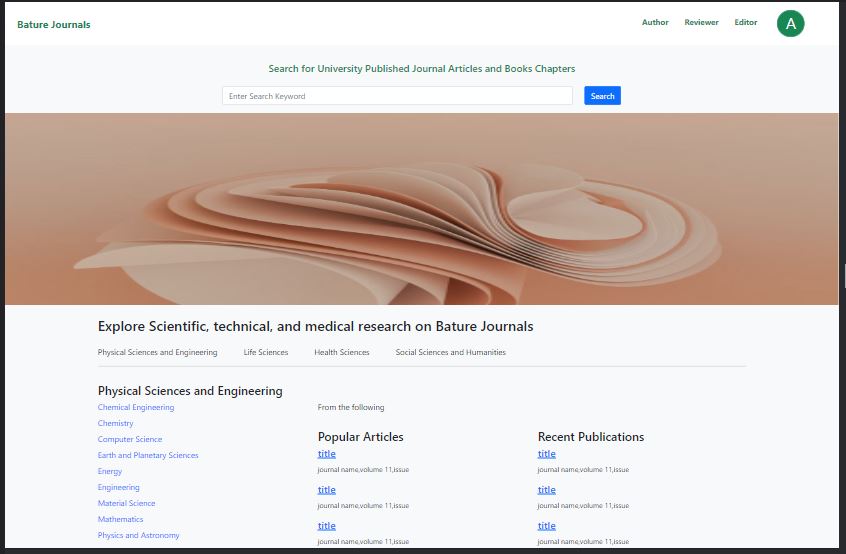 Bature Journals
Author Reviewer Editor A
Search for University Published Journal Articles and Books Chapters
Enter Search Keyword Search
Explore Scientific, technical, and medical research on Bature Journals
Physical Sciences and Engineering Life Sciences Health Sciences Social Sciences and Humanities
Physical Sciences and Engineering
Chemical Engineering
Chemistry
Computer Science
Earth and Planetary Sciences
Energy
Engineering
Material Science
Mathematics
Physics and Astronomy
From the following
Popular Articles
title
journal name,volume 11,issue
title
journal name,volume 11,issue
title
journal name,volume 11,issue
Recent Publications
title
journal name,volume 11,issue
title
journal name,volume 11,issue
title
journal name,volume 11,issue